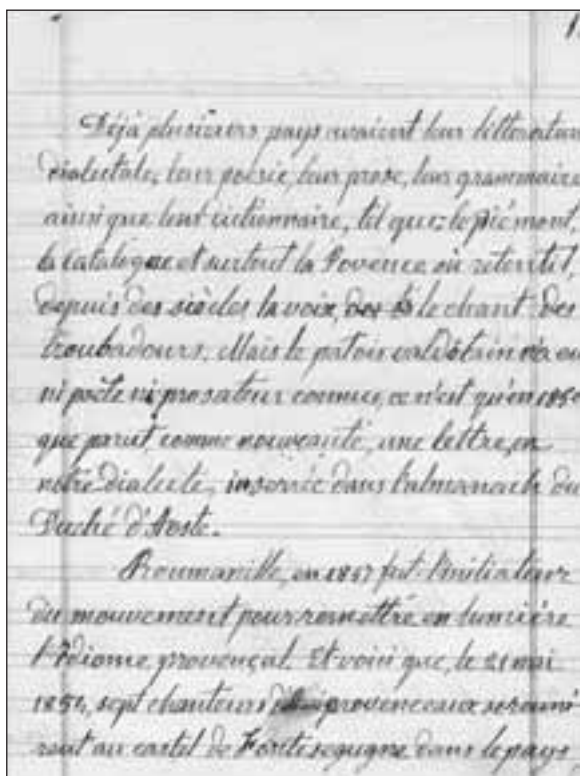 Déjà plusieurs pays avaient leur littératur
dialectale, leur poésie, leur prose, leur grammaire
ainsi que leur dictionnaire, tel que: le piémont,
la Catalogne et surtout la Provence où retentit,
depuis des siècles, la voix, le chant des
troubadours. Mais le patois valdôtain n'a eu
ni poète ni prosateur connus, ce n'est qu'en 185
que parut, comme nouveauté, une lettre, en
notre dialecte, insérée dans l'almanach du
Duché d'Aoste.
Roumanille, en 1847 fut l'initiateur
du mouvement pour remettre en lumière
l'Idiome provençal. Et voici que, le 21 mai
1854, sept chanteurs provenceaux se réuni
rent au castel de Fontsegugne dans le pays